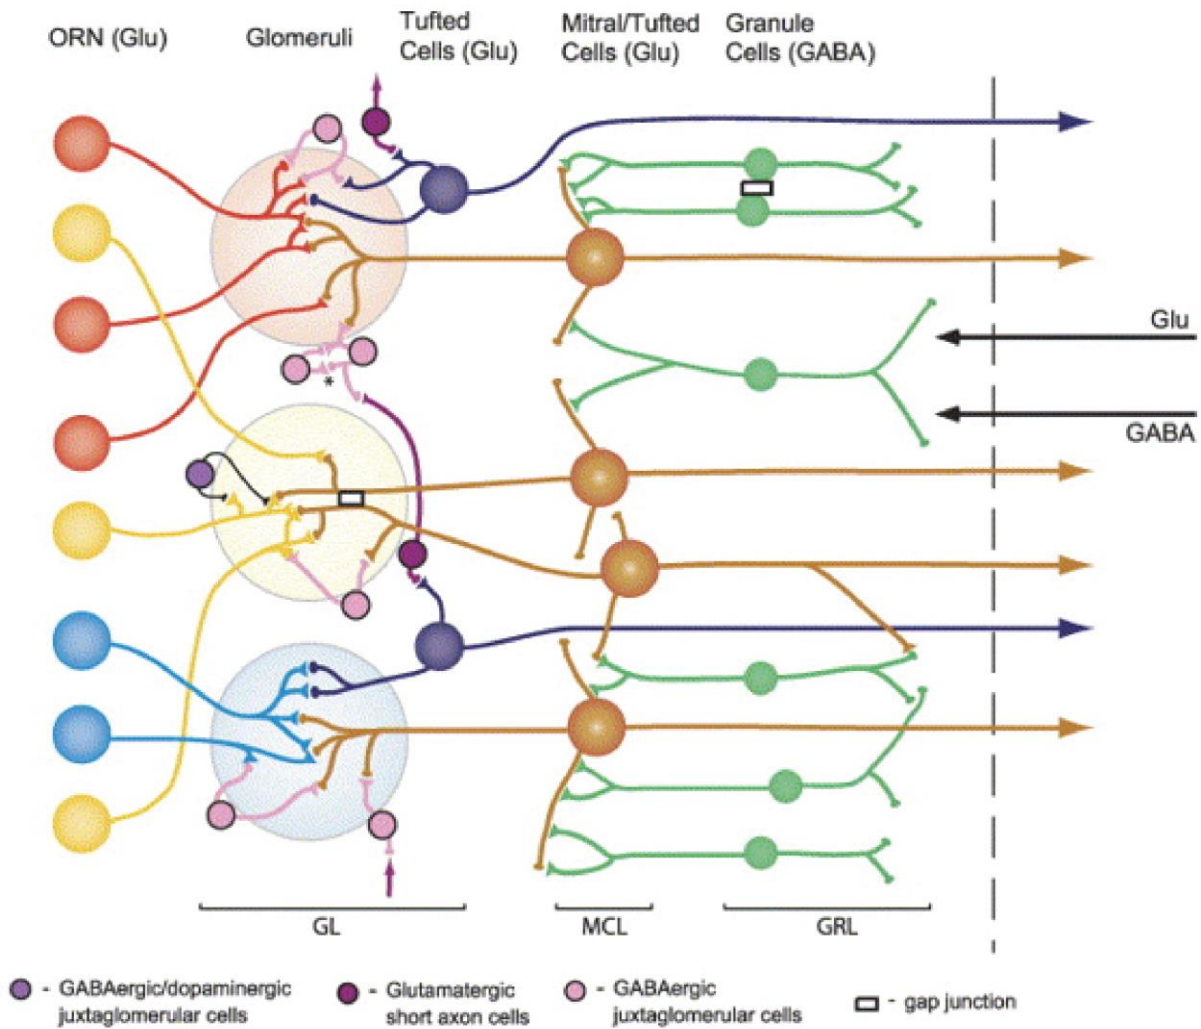 ORN (Glu)
Glomeruli
Tufted
Cells (Glu)
Mitral/Tufted
Cells (Glu)
Granule
Cells (GABA)
Glu
GABA
*
GL
MCL
GRL
- GABAergic/dopaminergic
juxtaglomerular cells
- Glutamatergic
short axon cells
- GABAergic
juxtaglomerular cells
- gap junction